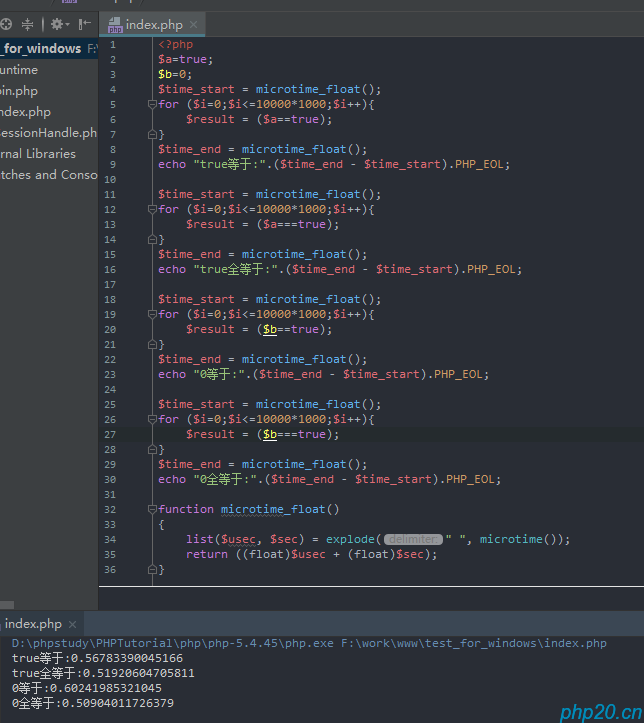 index.php
_for_windows F:
untime
oin.php
ndex.php
essionHandle.ph
rnal Libraries
tches and Conso
1 <?php
2 $a=true;
3 $b=0;
4 $time_start = microtime_float();
5 for ($i=0;$i<=10000*1000;$i++){
6 $result = ($a==true);
7 }
8 $time_end = microtime_float();
9 echo "true等于:".($time_end - $time_start).PHP_EOL;
10
11 $time_start = microtime_float();
12 for ($i=0;$i<=10000*1000;$i++){
13 $result = ($a===true);
14 }
15 $time_end = microtime_float();
16 echo "true全等于:".($time_end - $time_start).PHP_EOL;
17
18 $time_start = microtime_float();
19 for ($i=0;$i<=10000*1000;$i++){
20 $result = ($b==true);
21 }
22 $time_end = microtime_float();
23 echo "0等于:".($time_end - $time_start).PHP_EOL;
24
25 $time_start = microtime_float();
26 for ($i=0;$i<=10000*1000;$i++){
27 $result = ($b===true);
28 }
29 $time_end = microtime_float();
30 echo "0全等于:".($time_end - $time_start).PHP_EOL;
31
32 function microtime_float()
33 {
34 list($usec, $sec) = explode( delimiter: " ", microtime());
35 return ((float)$usec + (float)$sec);
36 }
index.php
D:\phpstudy\PHPTutorial\php\php-5.4.45\php.exe F:\work\www\test_for_windows\index.php
true等于:0.56783390045166
true全等于:0.51920604705811
0等于:0.60241985321045
0全等于:0.50904011726379
php20.cn